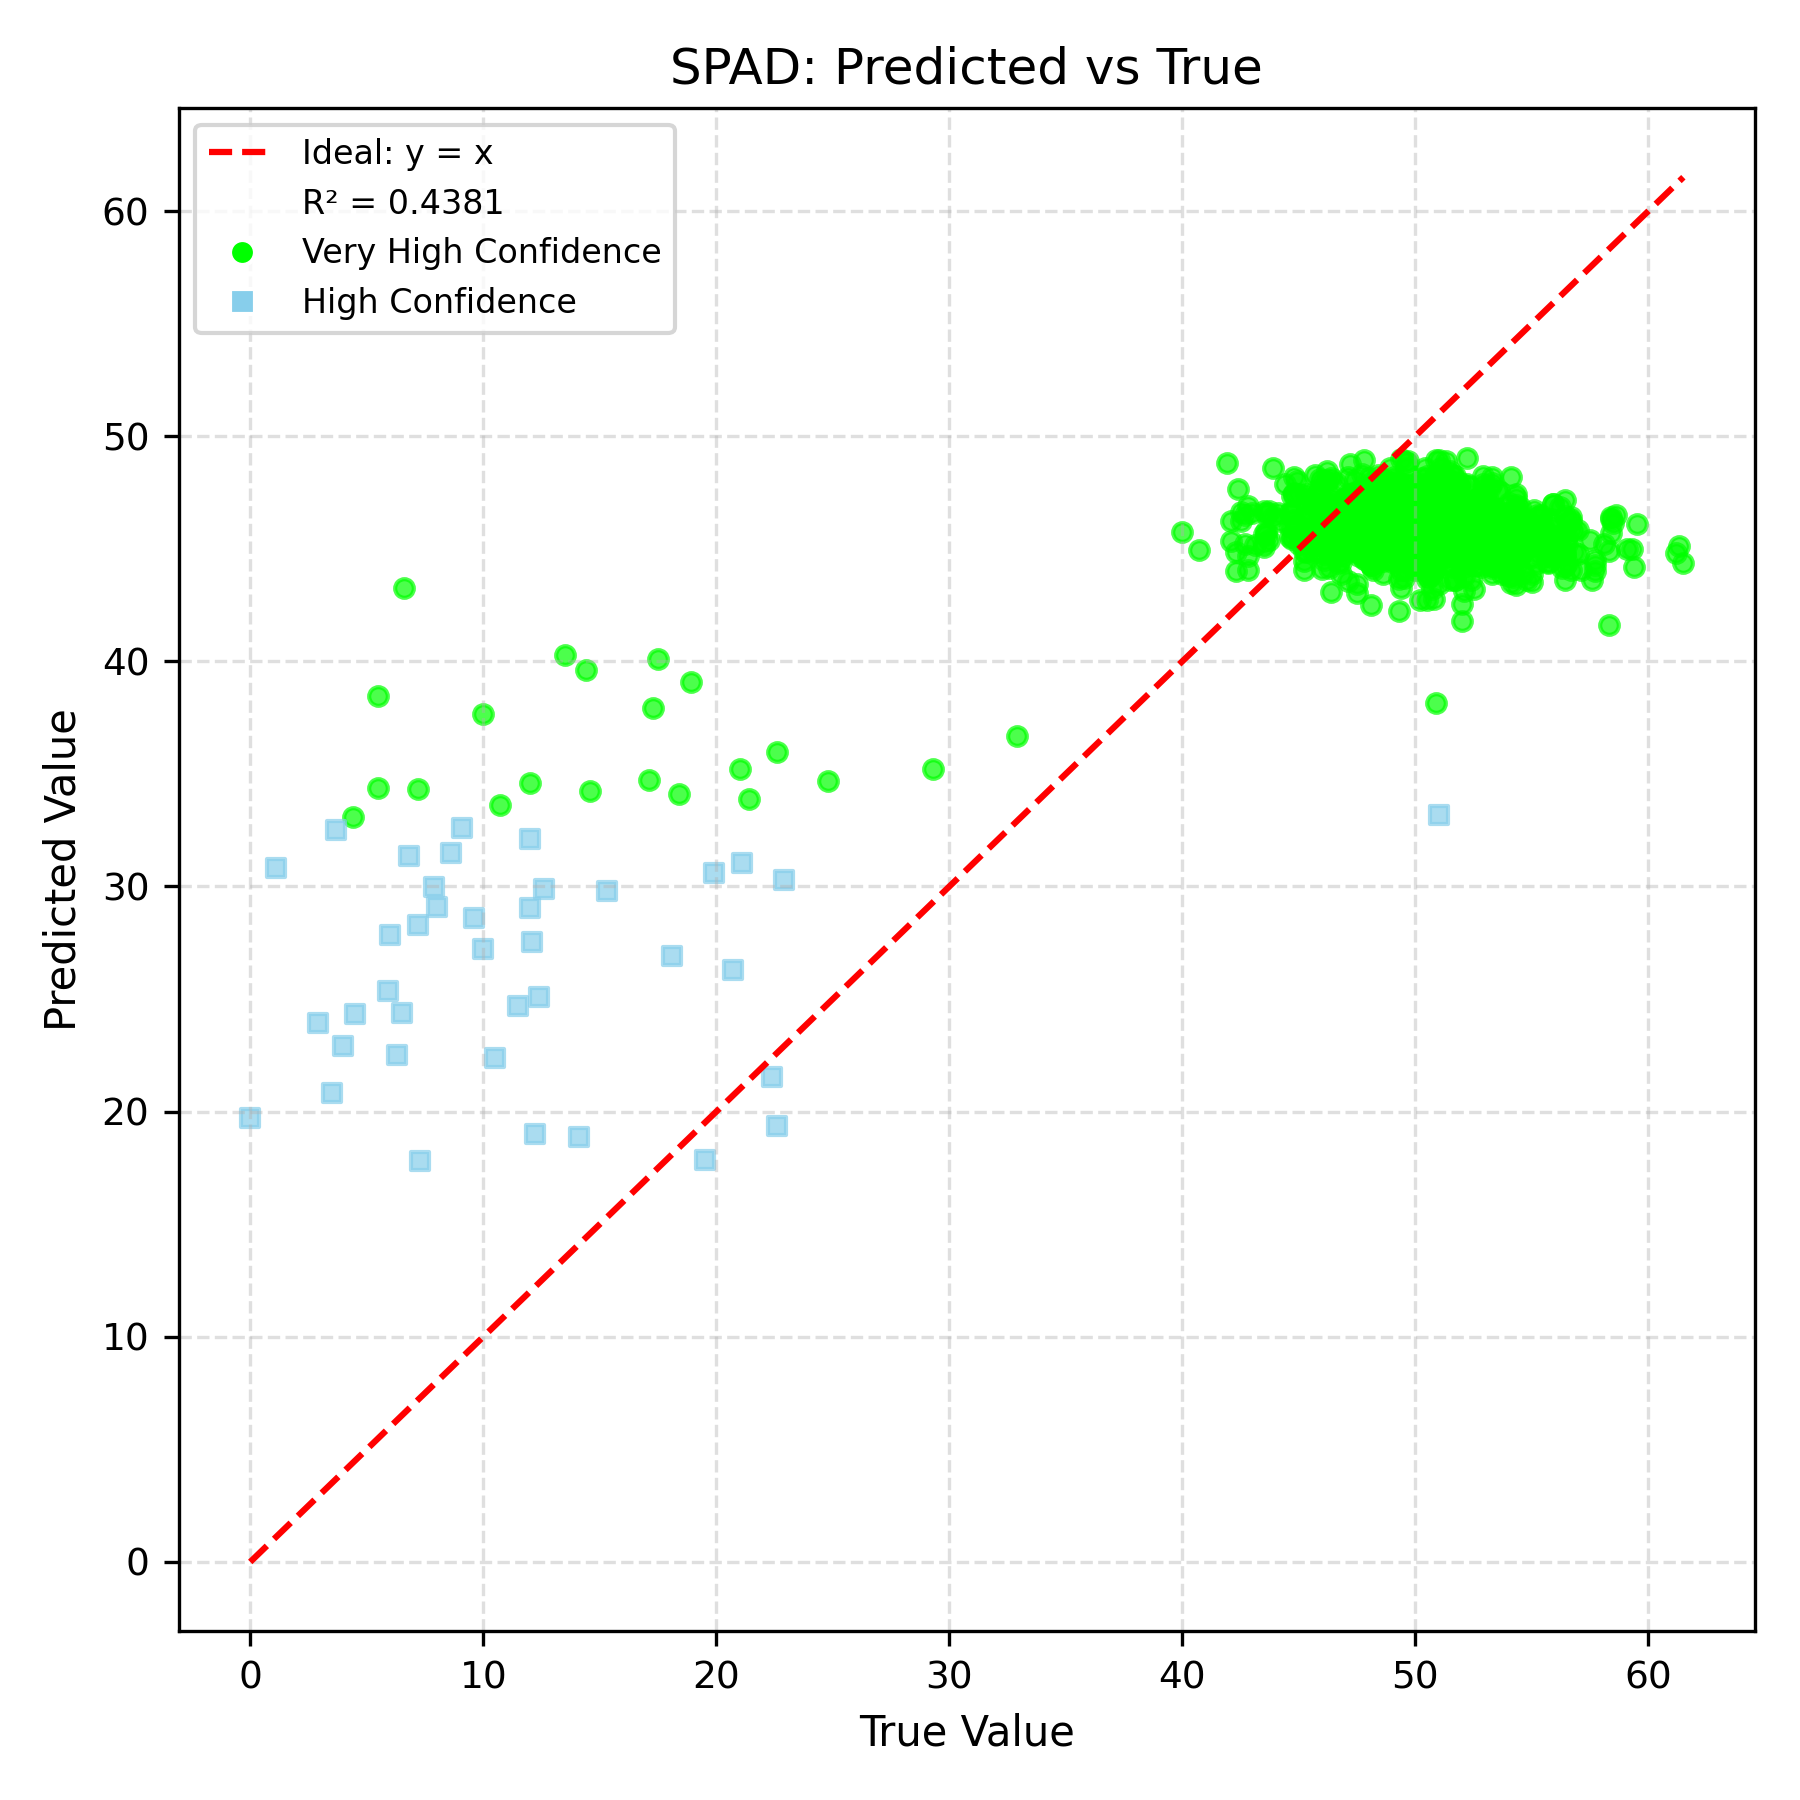 SPAD: Predicted vs True
Ideal: y = x
R² = 0.4381
Very High Confidence
High Confidence
60
50
40
30
20
10
0
Predicted Value
0 10 20 30 40 50 60
True Value